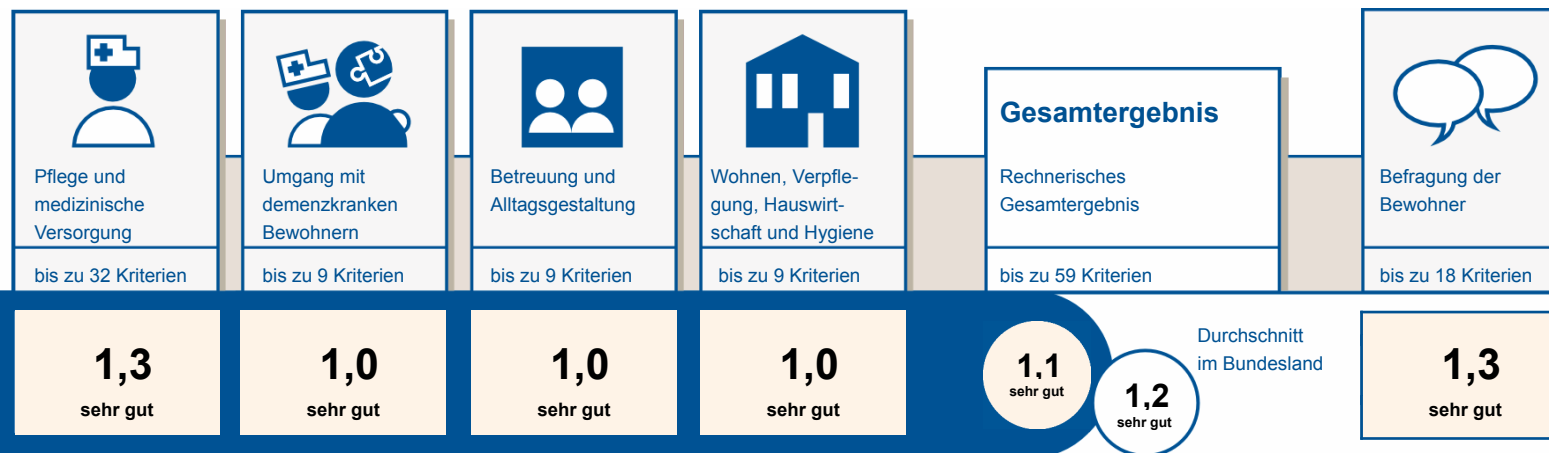 Pflege und
medizinische
Versorgung
bis zu 32 Kriterien
1,3
sehr gut
Umgang mit
demenzkranken
Bewohnern
bis zu 9 Kriterien
1,0
sehr gut
Betreuung und
Alltagsgestaltung
bis zu 9 Kriterien
1,0
sehr gut
Wohnen, Verpfle-
gung, Hauswirt-
schaft und Hygiene
bis zu 9 Kriterien
1,0
sehr gut
Gesamtergebnis
Rechnerisches
Gesamtergebnis
bis zu 59 Kriterien
1,1
sehr gut
Durchschnitt
im Bundesland
1,2
sehr gut
Befragung der
Bewohner
bis zu 18 Kriterien
1,3
sehr gut